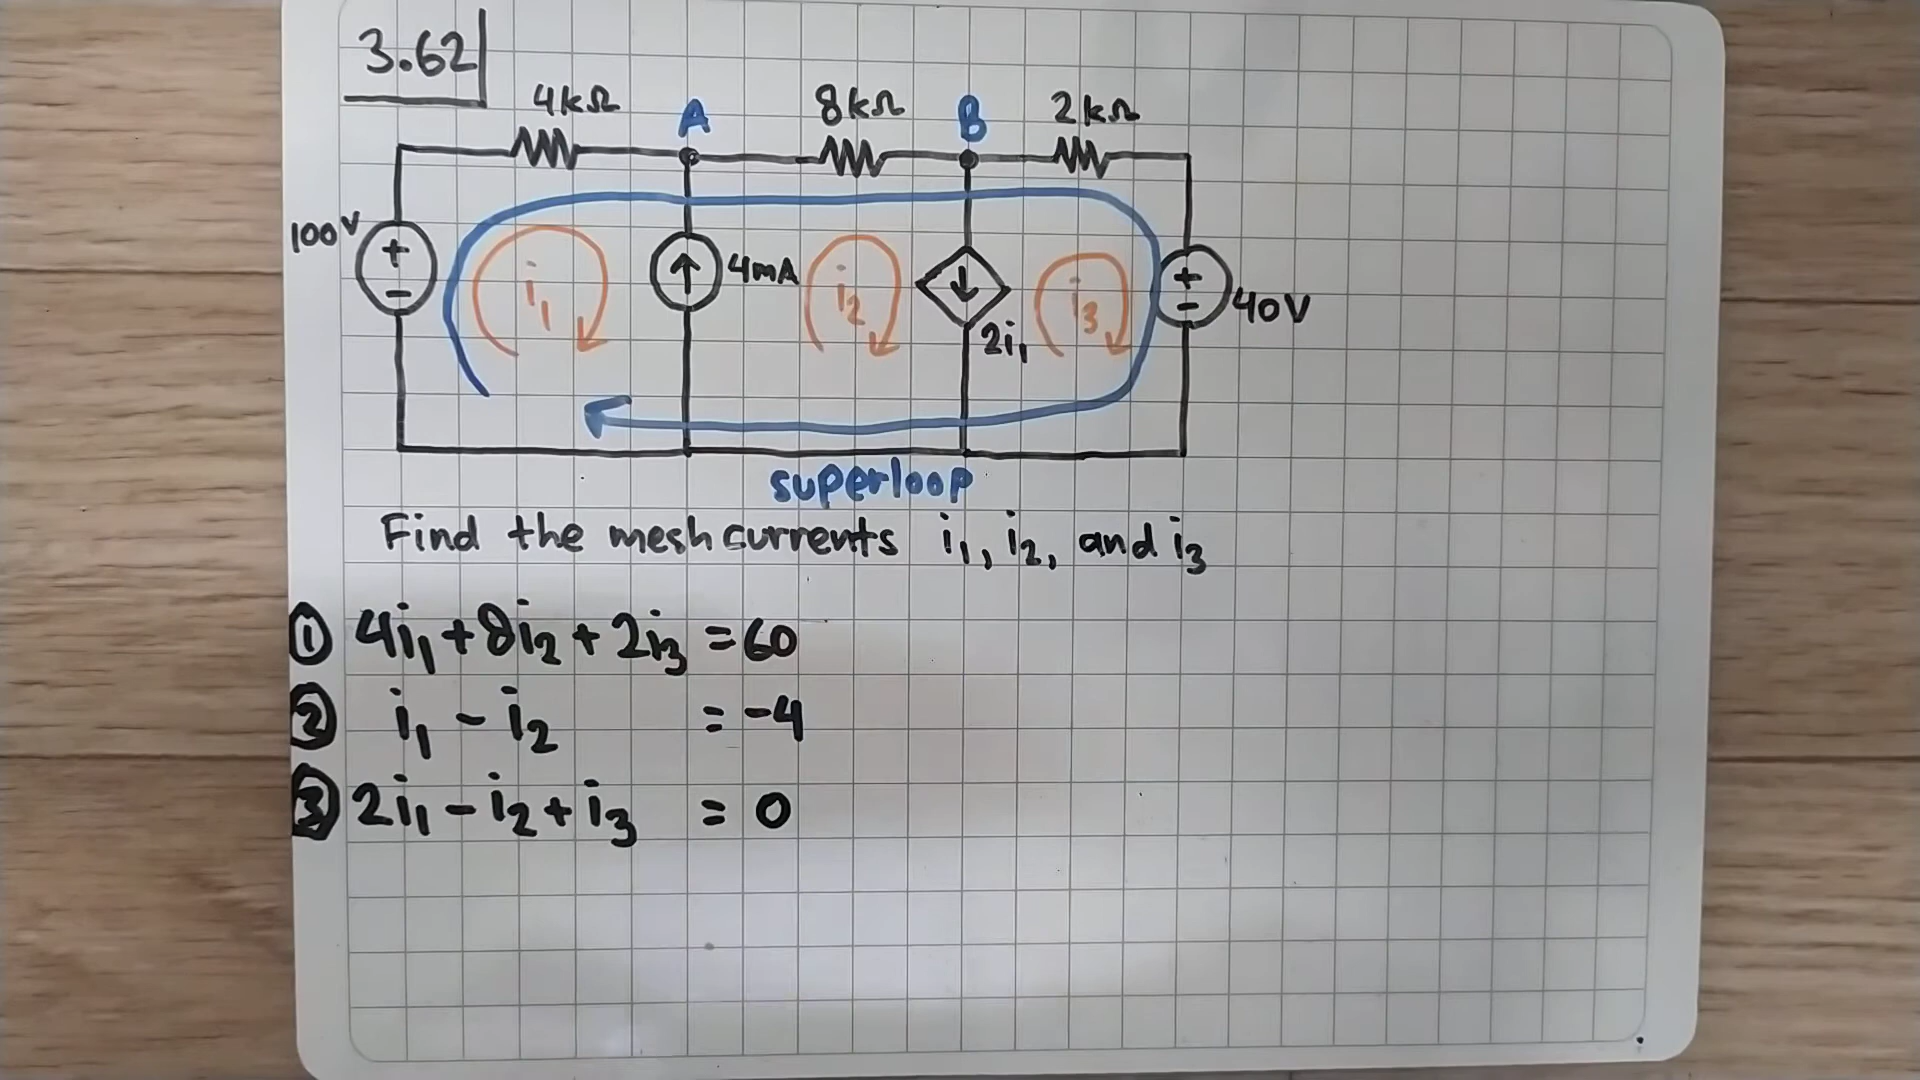 3.62
4kΩ A 8kΩ B 2kΩ
100V + - i₁ 4mA i₂ 2i₁ i₃ + - 40V
superloop
Find the mesh currents i₁, i₂, and i₃
① 4i₁ + 8i₂ + 2i₃ = 60
② i₁ - i₂ = -4
③ 2i₁ - i₂ + i₃ = 0